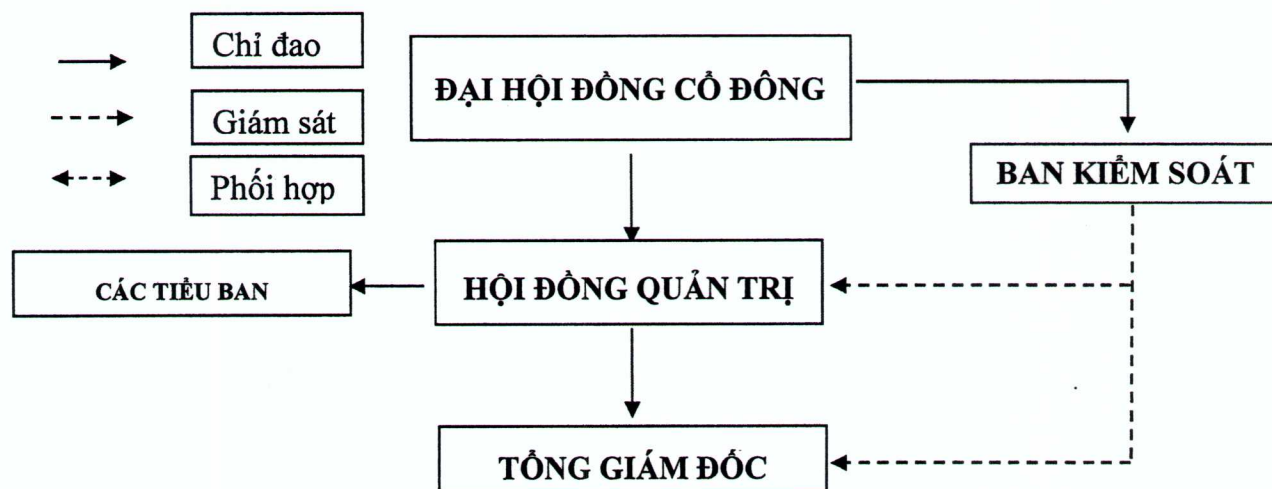 Chỉ đao
Giám sát
Phối hợp
ĐẠI HỘI ĐỒNG CỔ ĐÔNG
BAN KIỂM SOÁT
CÁC TIỂU BAN
HỘI ĐỒNG QUẢN TRỊ
TỔNG GIÁM ĐỐC